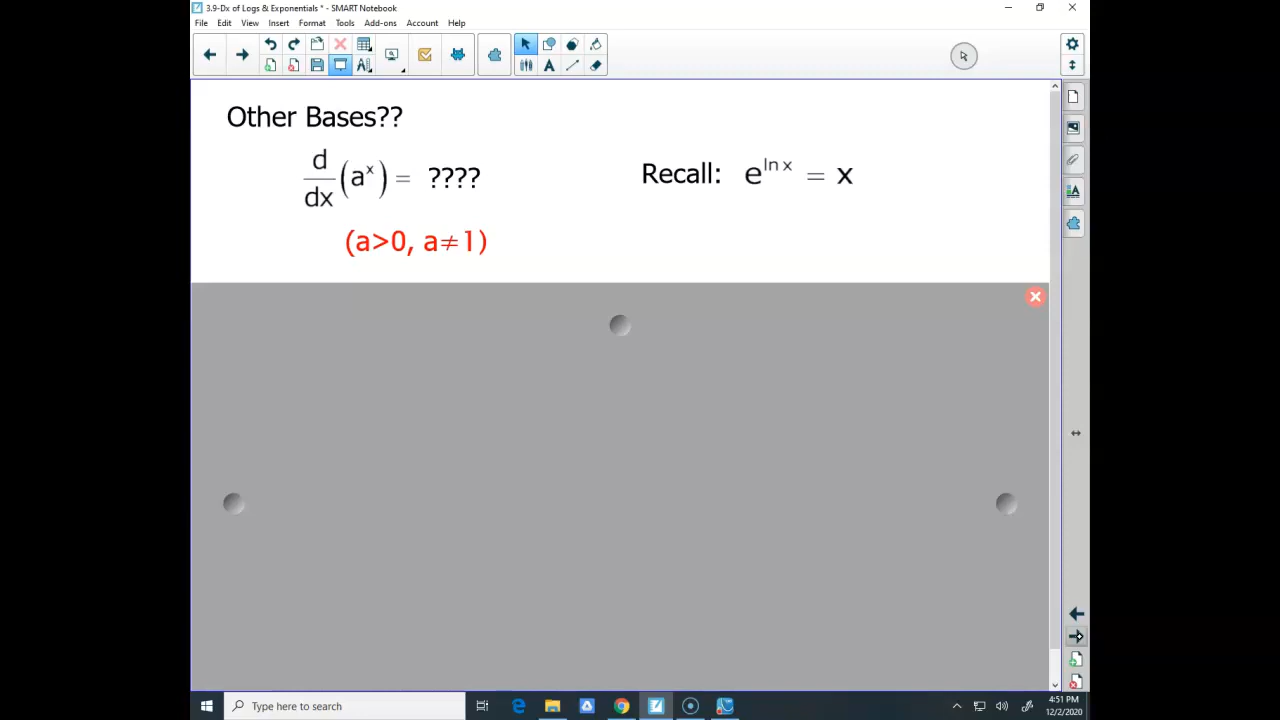 3.9-Dx of Logs & Exponentials * - SMART Notebook
File Edit View Insert Format Tools Add-ons Account Help
Other Bases??
d/dx (aˣ) = ????
Recall: e^(ln x) = x
(a>0, a≠1)
Type here to search
4:51 PM
12/2/2020